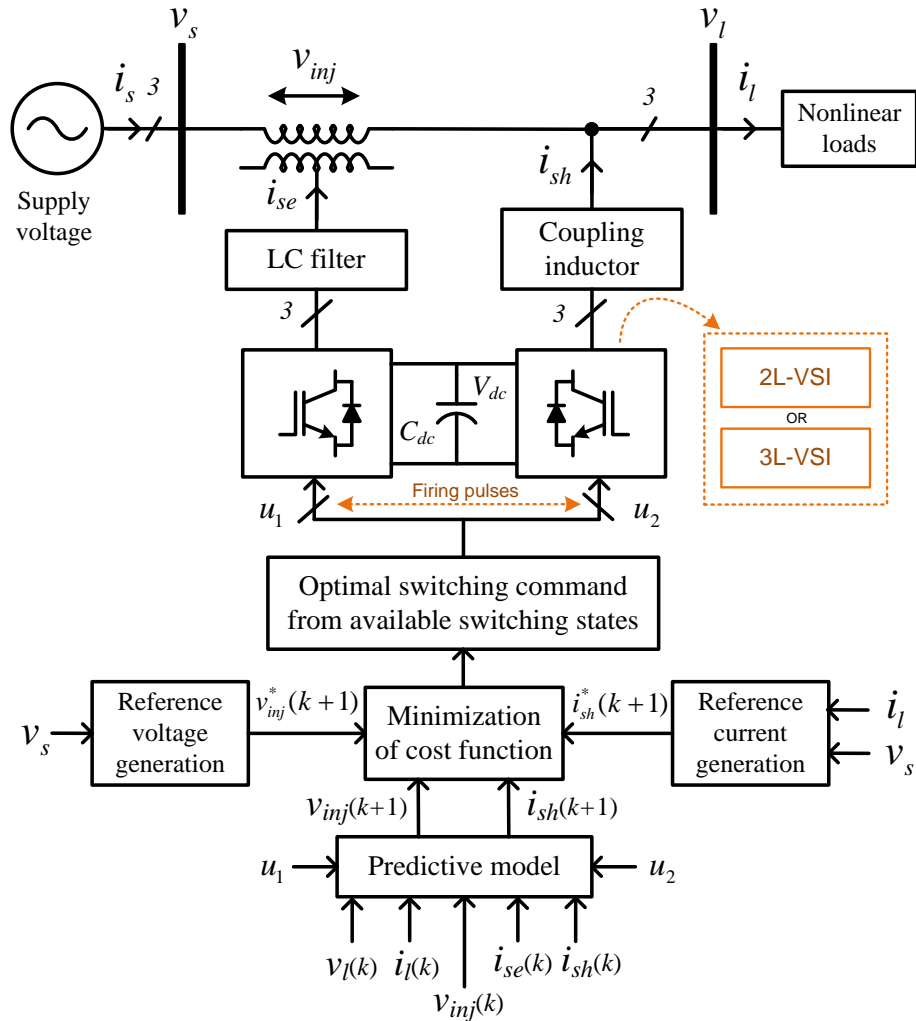 v_s
v_l
v_inj
i_s
3
3
i_l
Nonlinear
loads
Supply
voltage
i_se
i_sh
LC filter
Coupling
inductor
3
3
2L-VSI
OR
3L-VSI
V_dc
C_dc
Firing pulses
u_1
u_2
Optimal switching command
from available switching states
Reference
voltage
generation
v*_inj(k+1)
Minimization
of cost function
i*_sh(k+1)
Reference
current
generation
v_s
i_l
v_s
v_inj(k+1)
i_sh(k+1)
u_1
Predictive model
u_2
v_l(k)
i_l(k)
v_inj(k)
i_se(k)
i_sh(k)